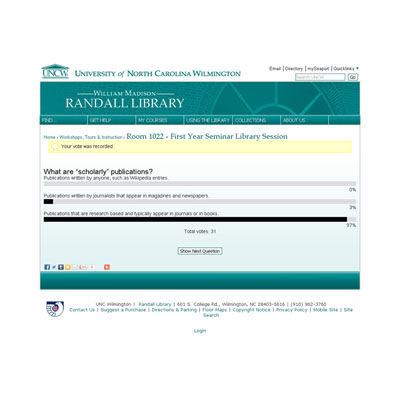 Email | Directory | mySeaport | Quicklinks
UNCW UNIVERSITY of NORTH CAROLINA WILMINGTON
Search UNCW Go
WILLIAM MADISON
RANDALL LIBRARY
FIND... GET HELP MY COURSES USING THE LIBRARY COLLECTIONS ABOUT US
Home › Workshops, Tours & Instruction › Room 1022 - First Year Seminar Library Session
Your vote was recorded.
What are "scholarly" publications?
Publications written by anyone, such as Wikipedia entries.
0%
Publications written by journalists that appear in magazines and newspapers.
3%
Publications that are research based and typically appear in journals or in books.
97%
Total votes: 31
Show Next Question
UNC Wilmington | Randall Library | 601 S. College Rd., Wilmington, NC 28403-5616 | (910) 962-3760
Contact Us | Suggest a Purchase | Directions & Parking | Floor Maps | Copyright Notice | Privacy Policy | Mobile Site | Site
Search
Login